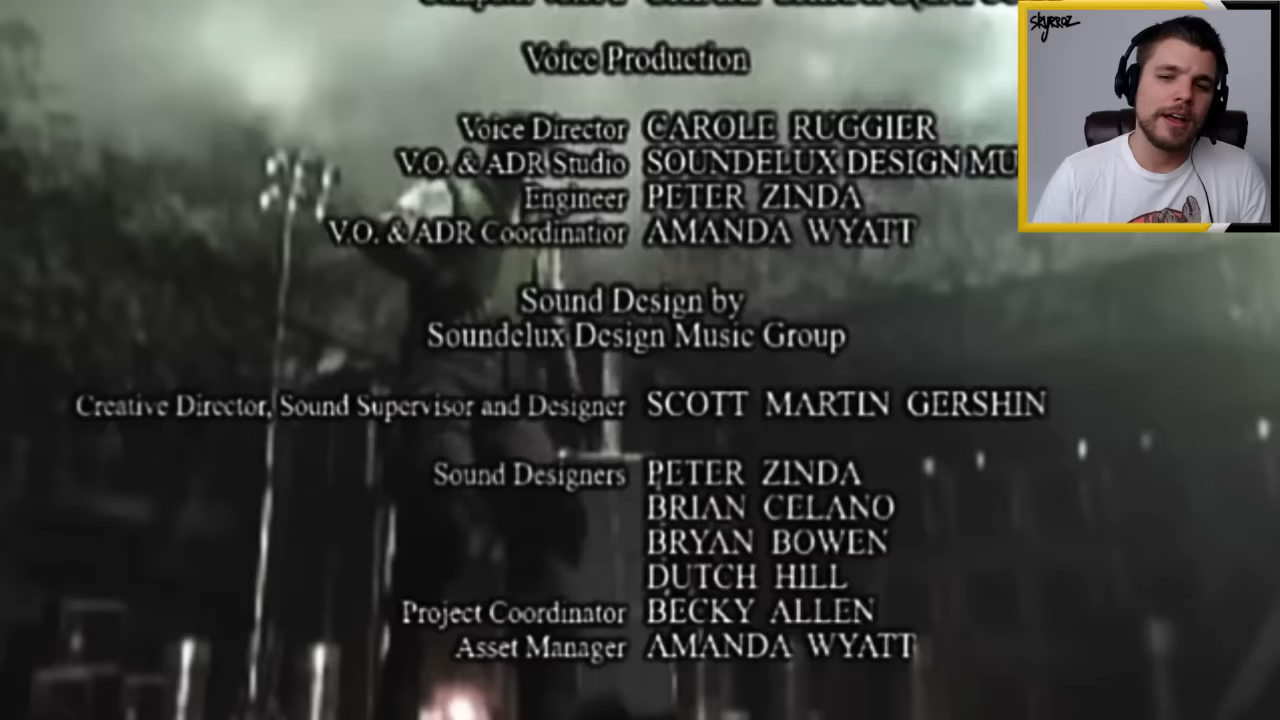 skyrroz
Voice Production
Voice Director CAROLE RUGGIER
V.O. & ADR Studio SOUNDELUX DESIGN MU
Engineer PETER ZINDA
V.O. & ADR Coordinatior AMANDA WYATT
Sound Design by
Soundelux Design Music Group
Creative Director, Sound Supervisor and Designer SCOTT MARTIN GERSHIN
Sound Designers PETER ZINDA
BRIAN CELANO
BRYAN BOWEN
DUTCH HILL
Project Coordinator BECKY ALLEN
Asset Manager AMANDA WYATT